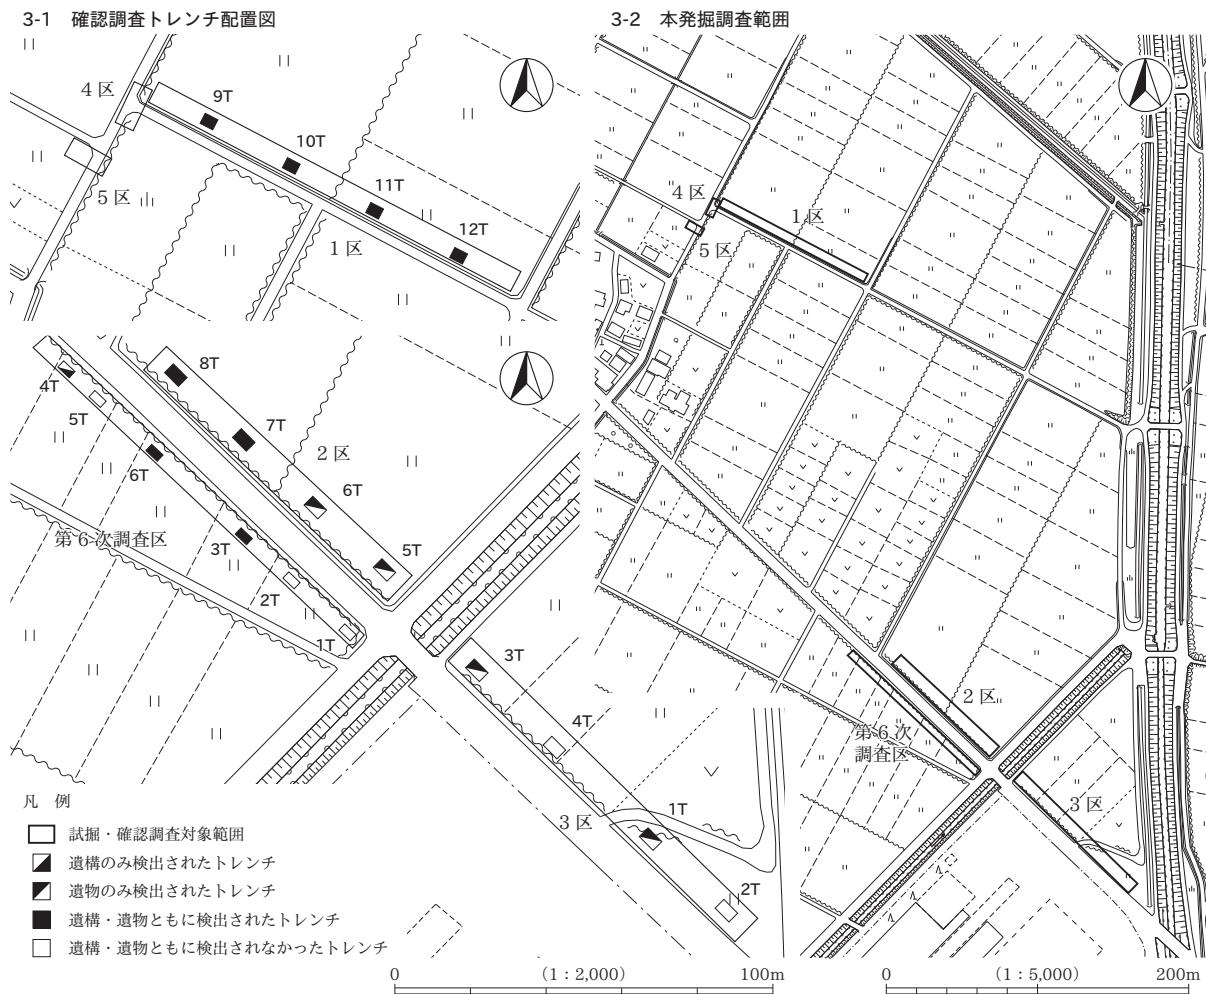 3-1 確認調査トレンチ配置図
4区
9T
10T
11T
12T
5区
1区
8T
4T
5T
7T
2区
6T
6T
第6次調査区
3T
5T
2T
1T
3T
4T
1T
3区
2T
凡 例
試掘・確認調査対象範囲
遺構のみ検出されたトレンチ
遺物のみ検出されたトレンチ
遺構・遺物ともに検出されたトレンチ
遺構・遺物ともに検出されなかったトレンチ
0 (1：2,000) 100m
3-2 本発掘調査範囲
4区
1区
5区
2区
第6次
調査区
3区
0 (1：5,000) 200m